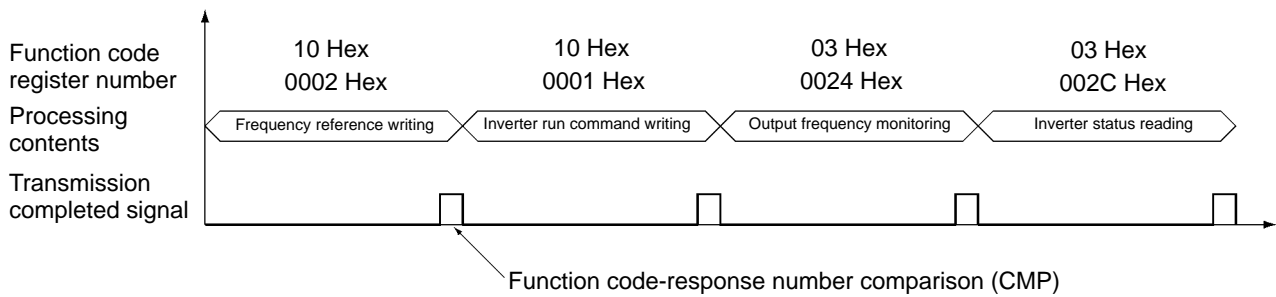 Function code
register number
10 Hex
0002 Hex
10 Hex
0001 Hex
03 Hex
0024 Hex
03 Hex
002C Hex
Processing
contents
Frequency reference writing
Inverter run command writing
Output frequency monitoring
Inverter status reading
Transmission
completed signal
Function code-response number comparison (CMP)